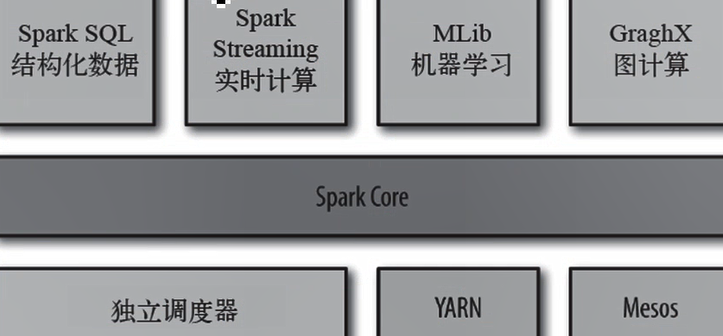 Spark SQL
结构化数据
Spark
Streaming
实时计算
MLib
机器学习
GraghX
图计算
Spark Core
独立调度器
YARN
Mesos